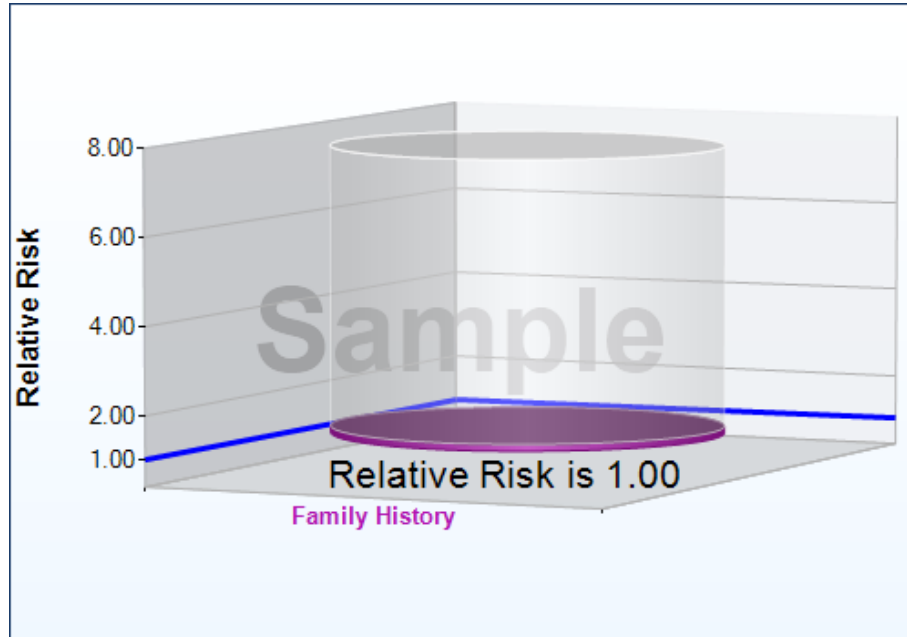 8.00
6.00
4.00
2.00
1.00
Relative Risk
Sample
Relative Risk is 1.00
Family History